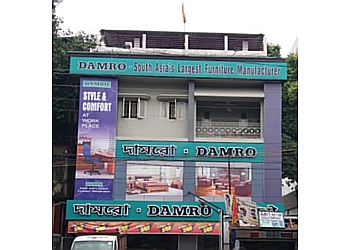 DAMRO - South Asia's Largest Furniture Manufacturer
DAMRO
STYLE &
COMFORT
AT
WORK
PLACE
দামরো - DAMRO
দামরো - DAMRO